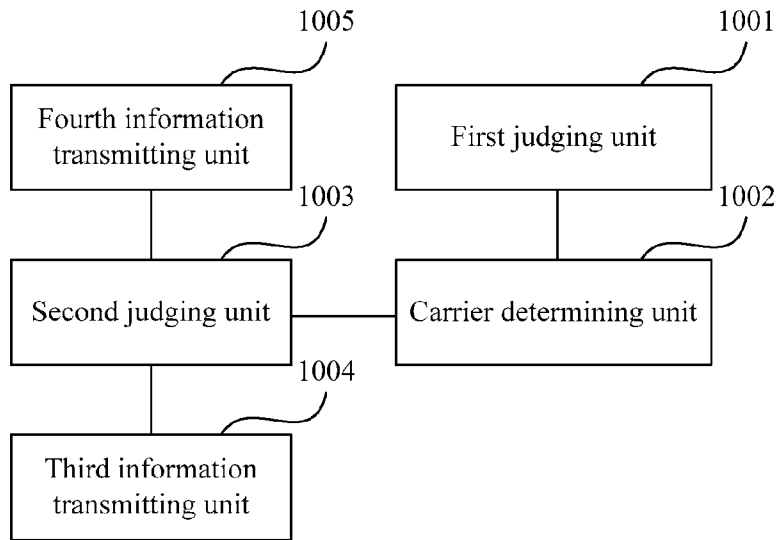 1005
1001
Fourth information
transmitting unit
First judging unit
1003
1002
Second judging unit
Carrier determining unit
1004
Third information
transmitting unit